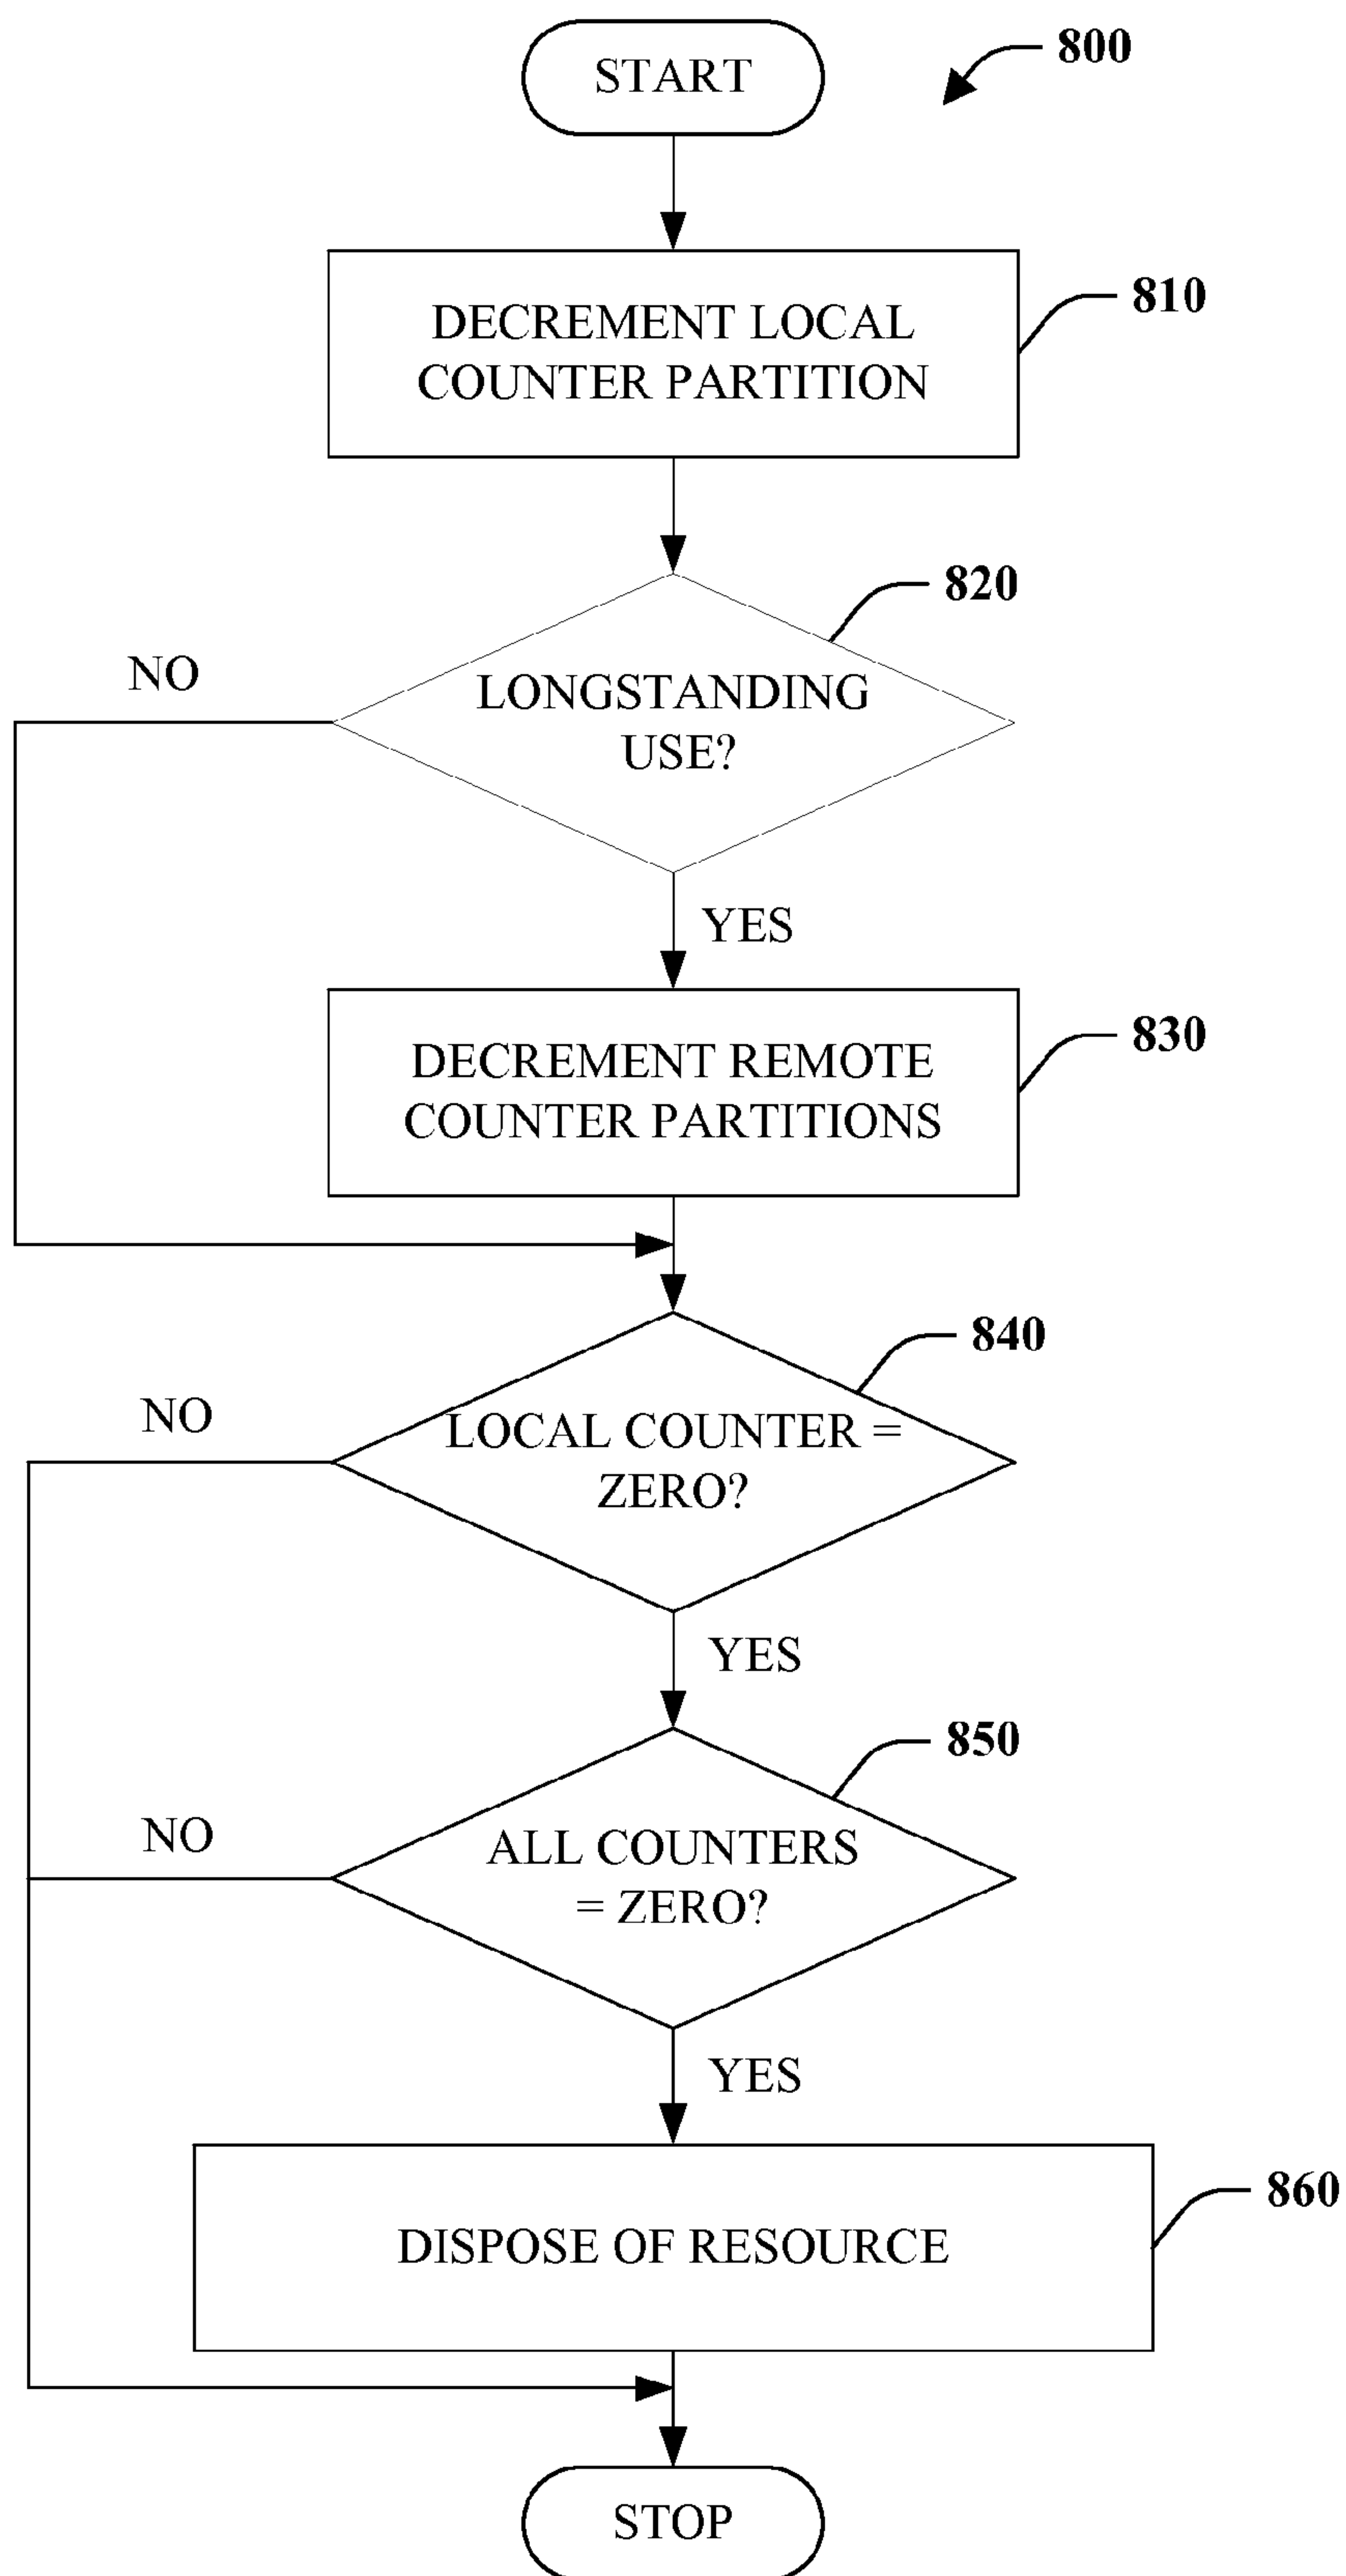 START
800
DECREMENT LOCAL
COUNTER PARTITION
810
820
LONGSTANDING
USE?
NO
YES
DECREMENT REMOTE
COUNTER PARTITIONS
830
840
LOCAL COUNTER =
ZERO?
NO
YES
850
ALL COUNTERS
= ZERO?
NO
YES
DISPOSE OF RESOURCE
860
STOP